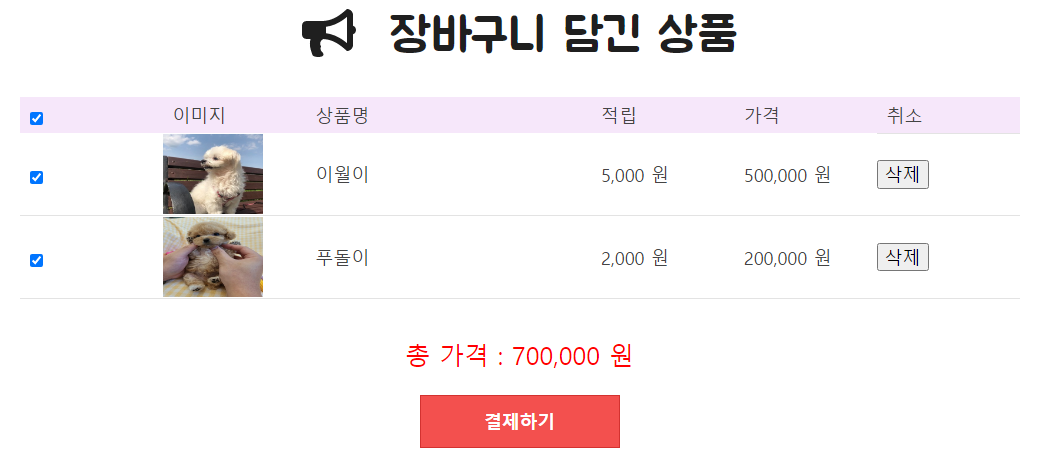 장바구니 담긴 상품
이미지 상품명 적립 가격 취소
이월이 5,000 원 500,000 원 삭제
푸돌이 2,000 원 200,000 원 삭제
총 가격 : 700,000 원
결제하기